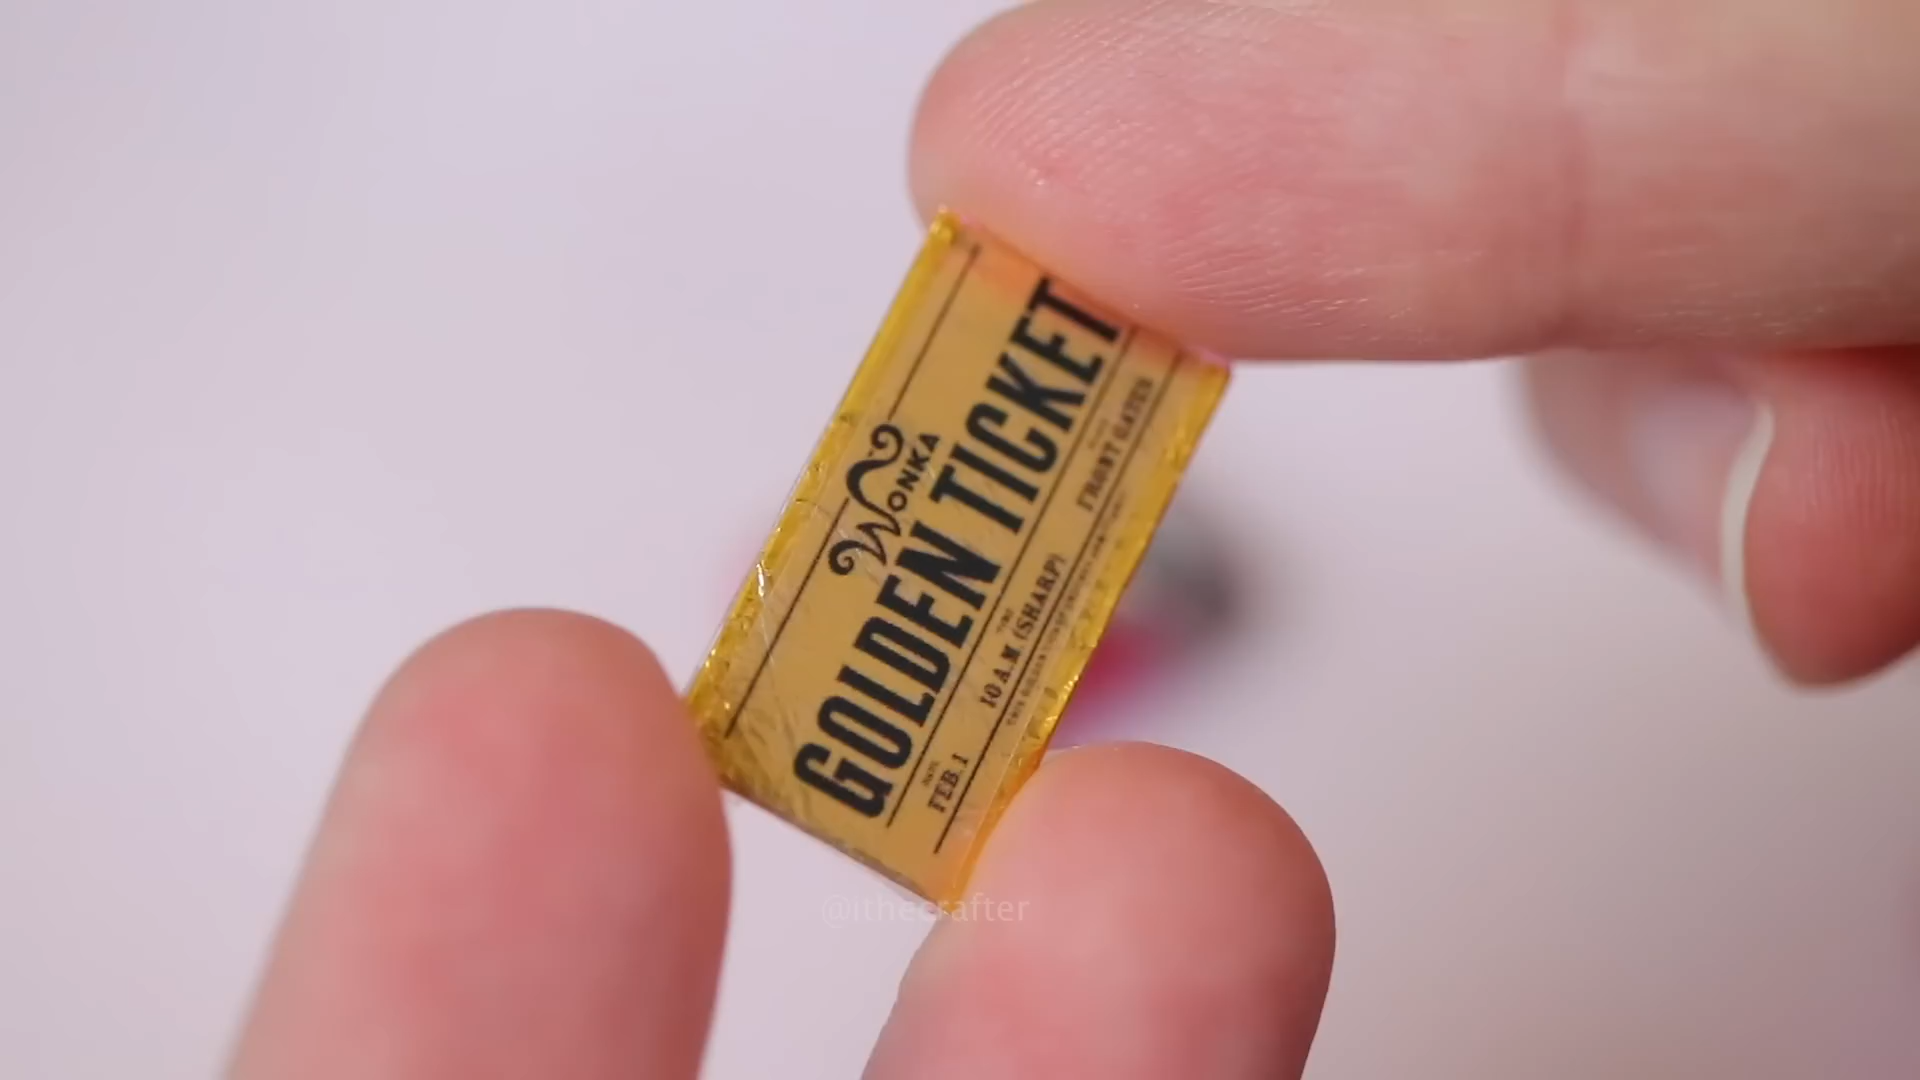 WONKA
GOLDEN TICKET
FEB. 1
10 A.M. (SHARP)
FRONT GATES
@ithecrafter